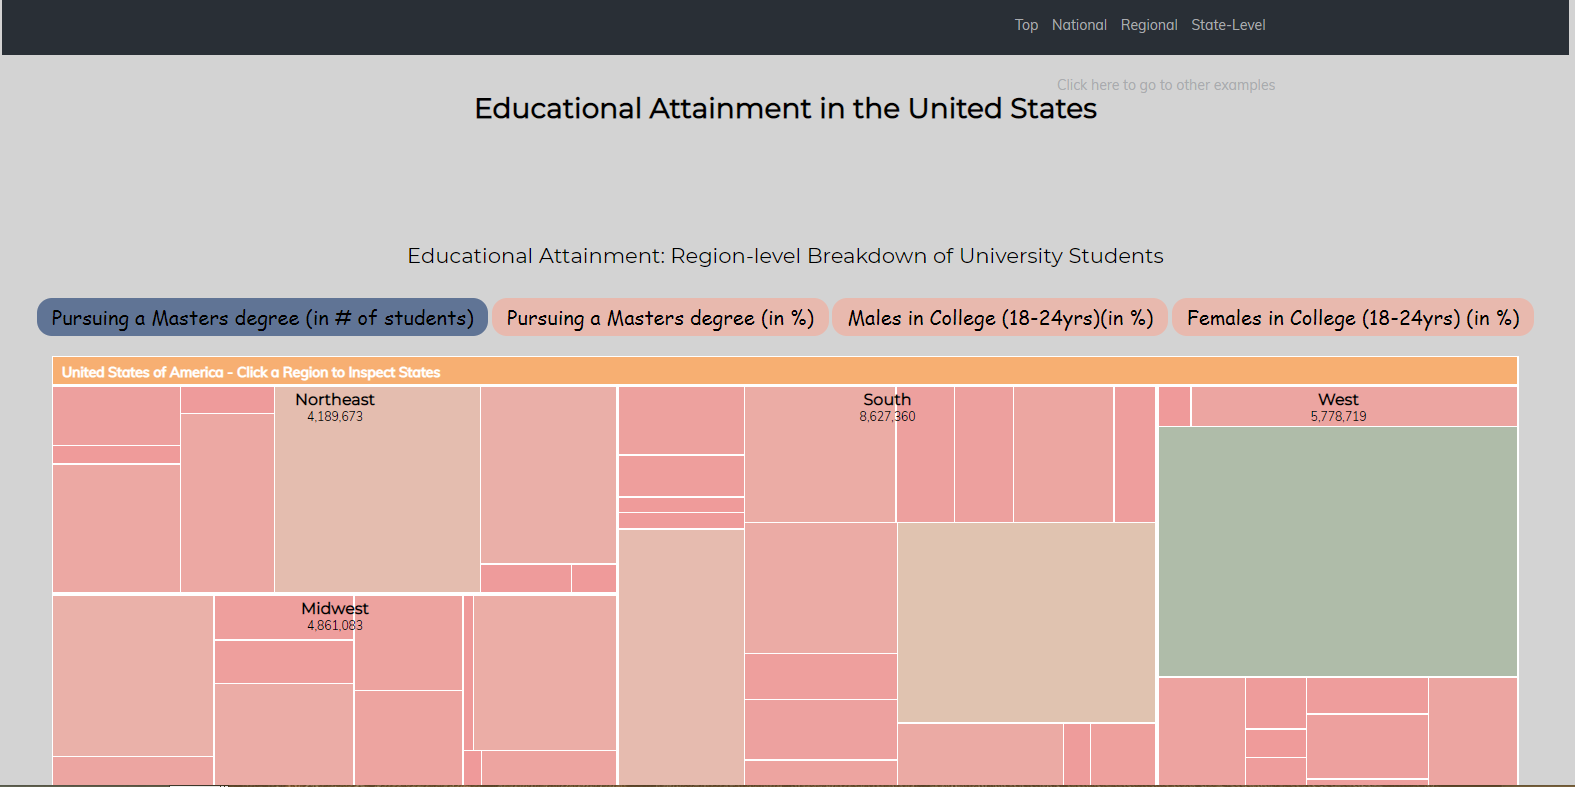 Top National Regional State-Level
Click here to go to other examples
Educational Attainment in the United States
Educational Attainment: Region-level Breakdown of University Students
Pursuing a Masters degree (in # of students)
Pursuing a Masters degree (in %)
Males in College (18-24yrs)(in %)
Females in College (18-24yrs) (in %)
United States of America - Click a Region to Inspect States
Northeast
4,189,673
South
8,627,360
West
5,778,719
Midwest
4,861,083